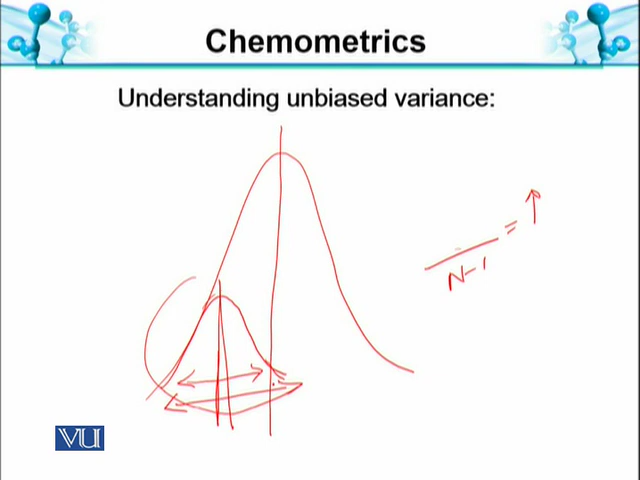 Chemometrics
Understanding unbiased variance:
N-1 = ↑
VU